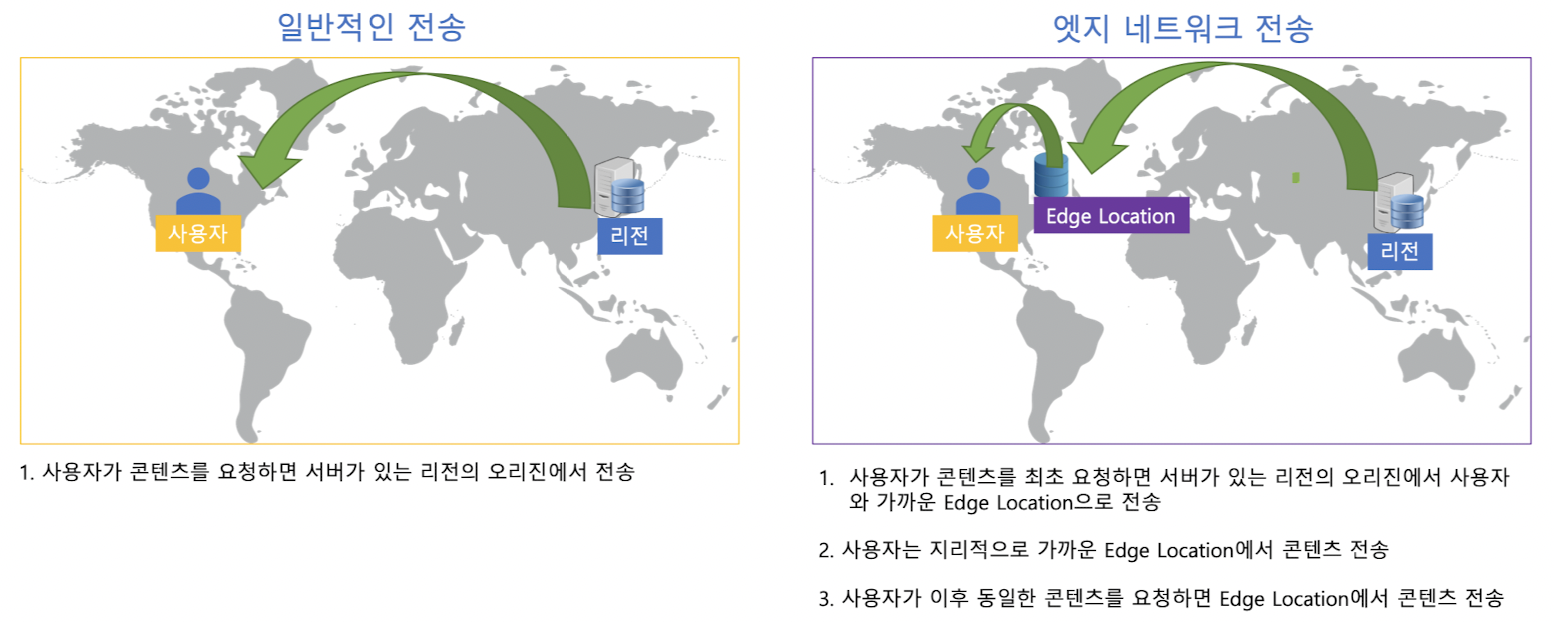 일반적인 전송
사용자
리전
1. 사용자가 콘텐츠를 요청하면 서버가 있는 리전의 오리진에서 전송
엣지 네트워크 전송
Edge Location
사용자
리전
1. 사용자가 콘텐츠를 최초 요청하면 서버가 있는 리전의 오리진에서 사용자
와 가까운 Edge Location으로 전송
2. 사용자는 지리적으로 가까운 Edge Location에서 콘텐츠 전송
3. 사용자가 이후 동일한 콘텐츠를 요청하면 Edge Location에서 콘텐츠 전송